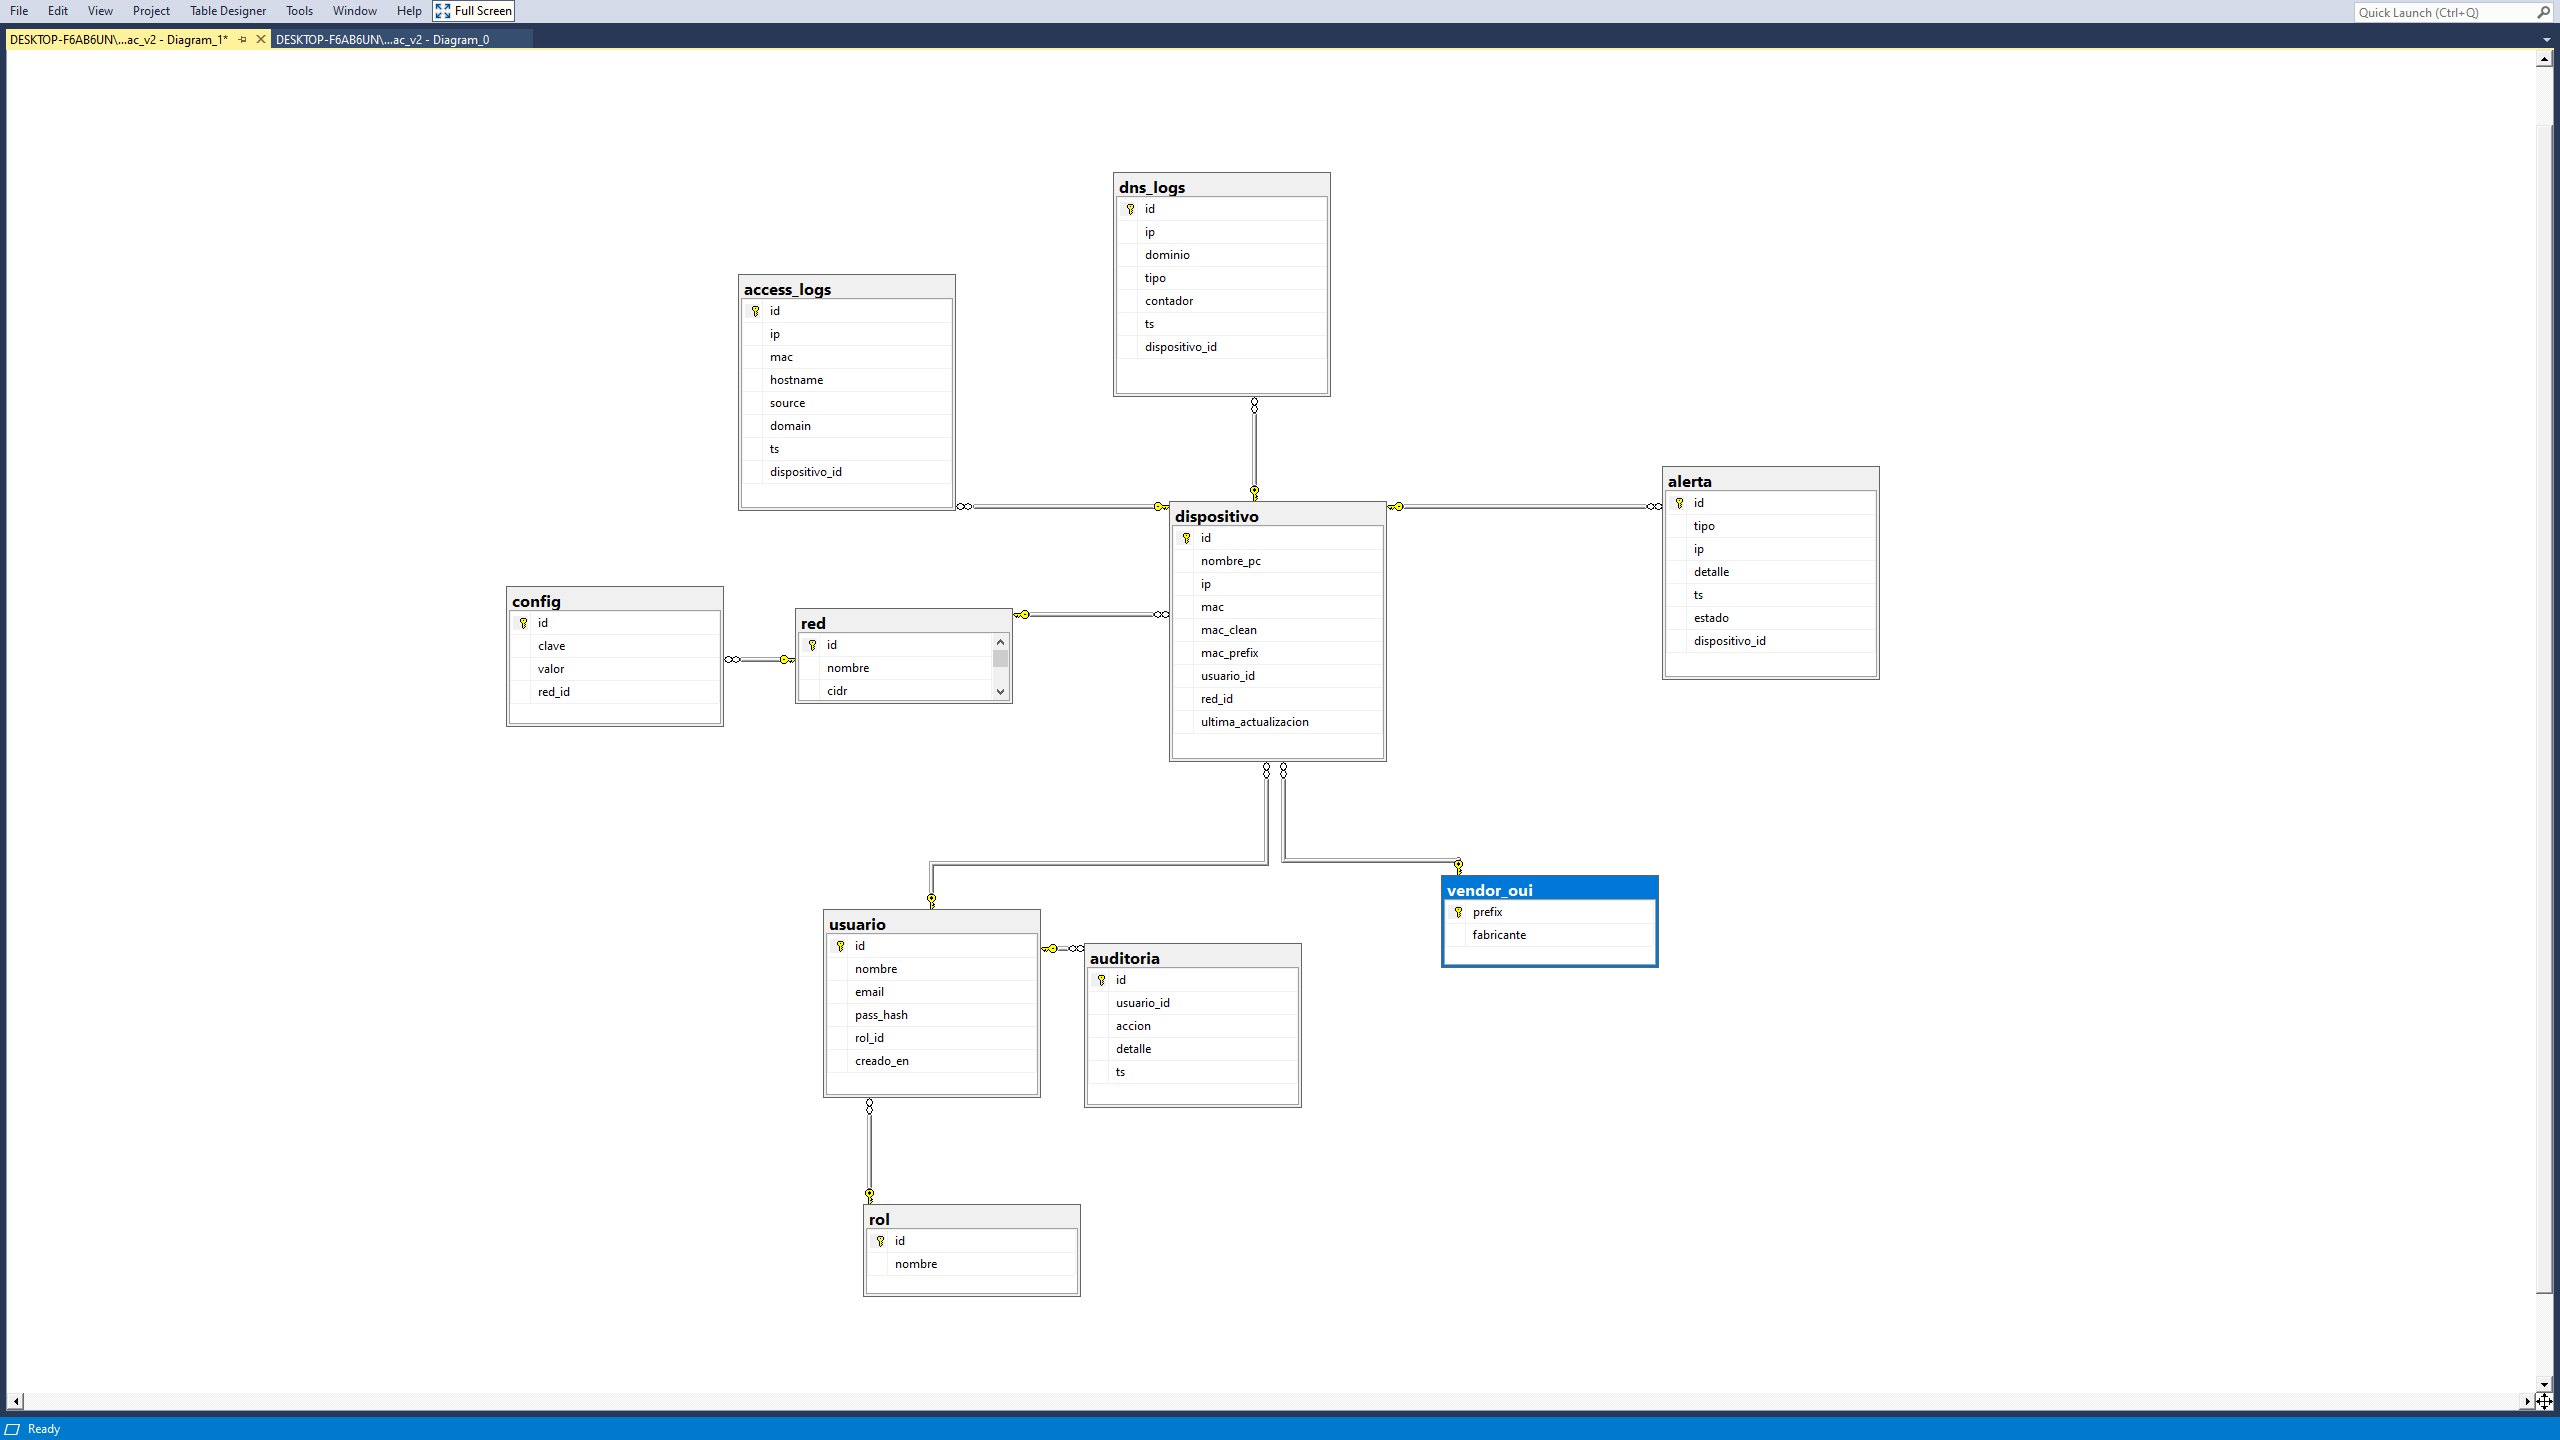 File Edit View Project Table Designer Tools Window Help Full Screen
Quick Launch (Ctrl+Q)
DESKTOP-F6AB6UN\...ac_v2 - Diagram_1*
DESKTOP-F6AB6UN\...ac_v2 - Diagram_0
dns_logs
id
ip
dominio
tipo
contador
ts
dispositivo_id
access_logs
id
ip
mac
hostname
source
domain
ts
dispositivo_id
alerta
id
tipo
ip
detalle
ts
estado
dispositivo_id
dispositivo
id
nombre_pc
ip
mac
mac_clean
mac_prefix
usuario_id
red_id
ultima_actualizacion
config
id
clave
valor
red_id
red
id
nombre
cidr
vendor_oui
prefix
fabricante
usuario
id
nombre
email
pass_hash
rol_id
creado_en
auditoria
id
usuario_id
accion
detalle
ts
rol
id
nombre
Ready